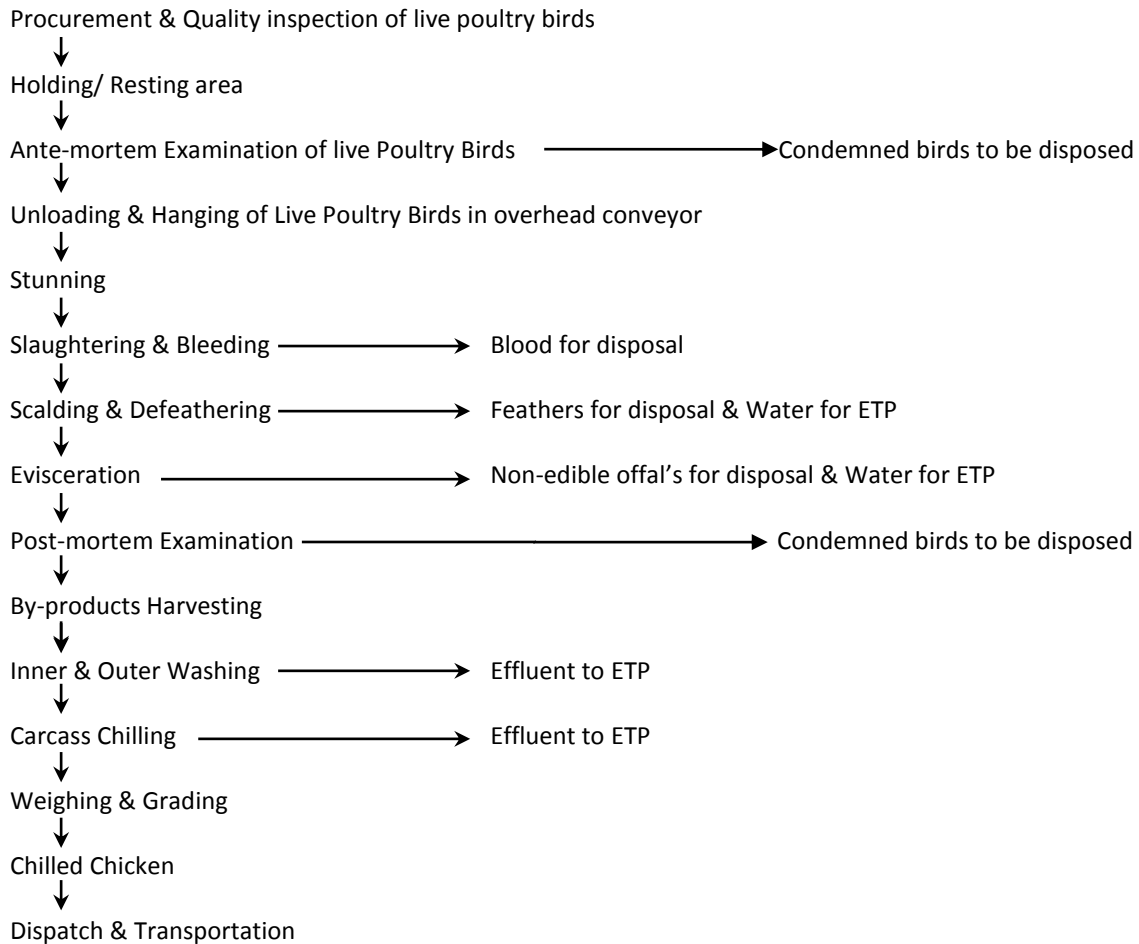 Procurement & Quality inspection of live poultry birds
Holding/ Resting area
Ante-mortem Examination of live Poultry Birds Condemned birds to be disposed
Unloading & Hanging of Live Poultry Birds in overhead conveyor
Stunning
Slaughtering & Bleeding Blood for disposal
Scalding & Defeathering Feathers for disposal & Water for ETP
Evisceration Non-edible offal's for disposal & Water for ETP
Post-mortem Examination Condemned birds to be disposed
By-products Harvesting
Inner & Outer Washing Effluent to ETP
Carcass Chilling Effluent to ETP
Weighing & Grading
Chilled Chicken
Dispatch & Transportation